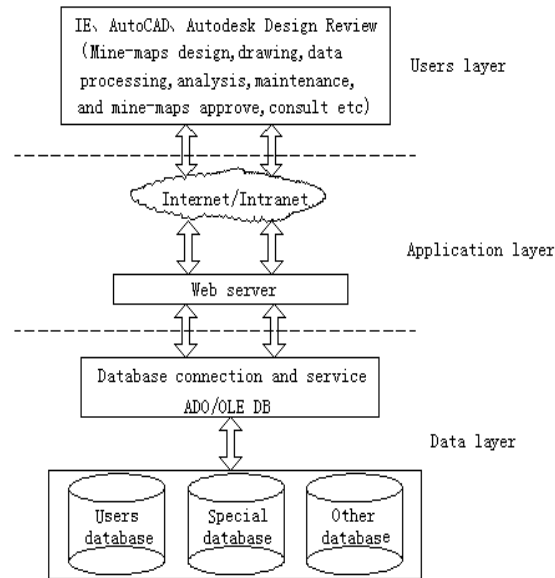 IE、AutoCAD、Autodesk Design Review
(Mine-maps design,drawing,data
processing,analysis,maintenance,
and mine-maps approve,consult etc)
Users layer
Internet/Intranet
Application layer
Web server
Database connection and service
ADO/OLE DB
Data layer
Users
database
Special
database
Other
database